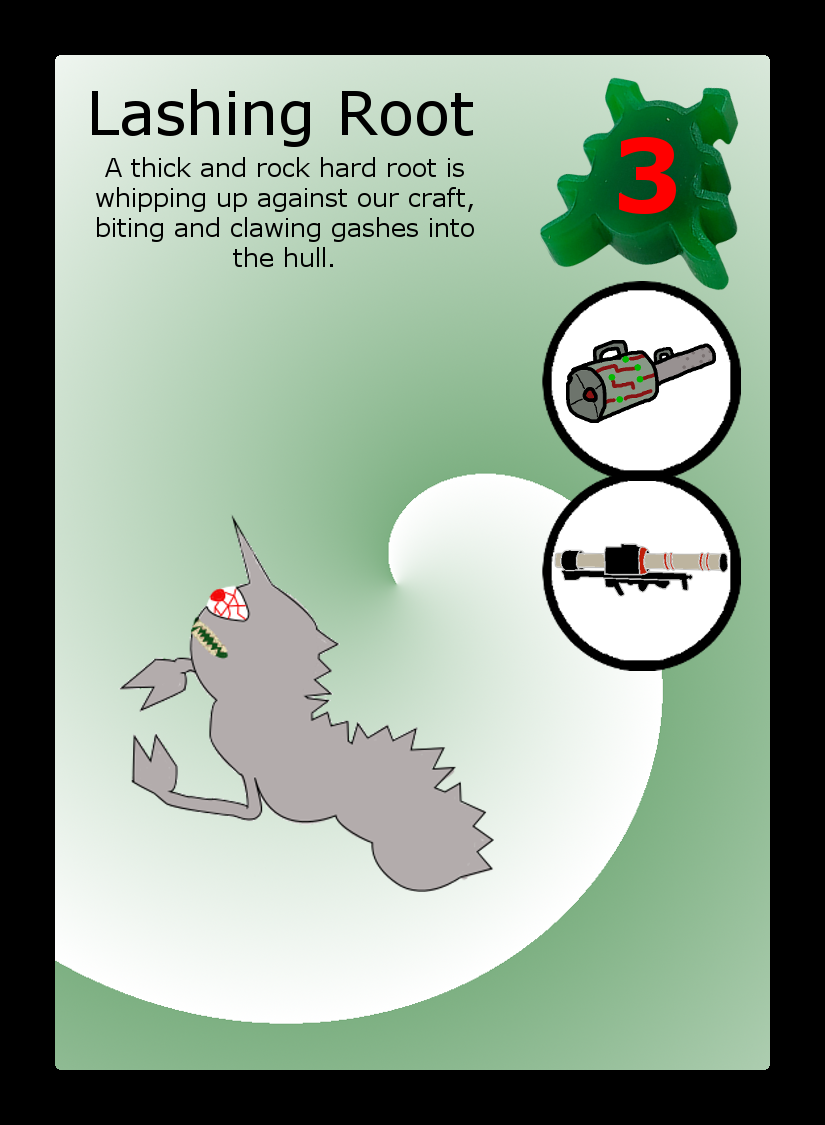 Lashing Root
3
A thick and rock hard root is
whipping up against our craft,
biting and clawing gashes into
the hull.